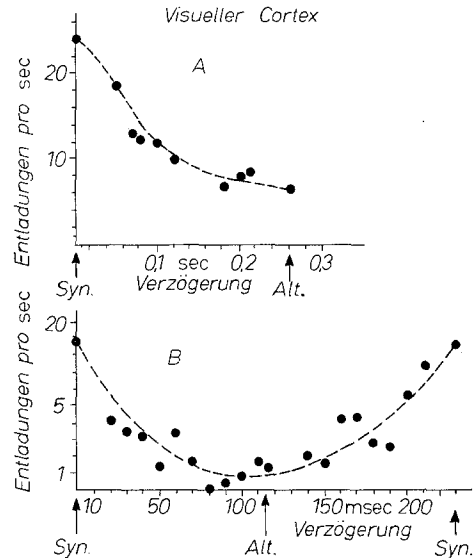 Visueller Cortex
A
Entladungen pro sec
20
10
0,1 sec 0,2 0,3
Verzögerung
Syn. Alt.
B
Entladungen pro sec
20
5
1
10 50 100 150 msec 200
Verzögerung
Syn. Alt. Syn.